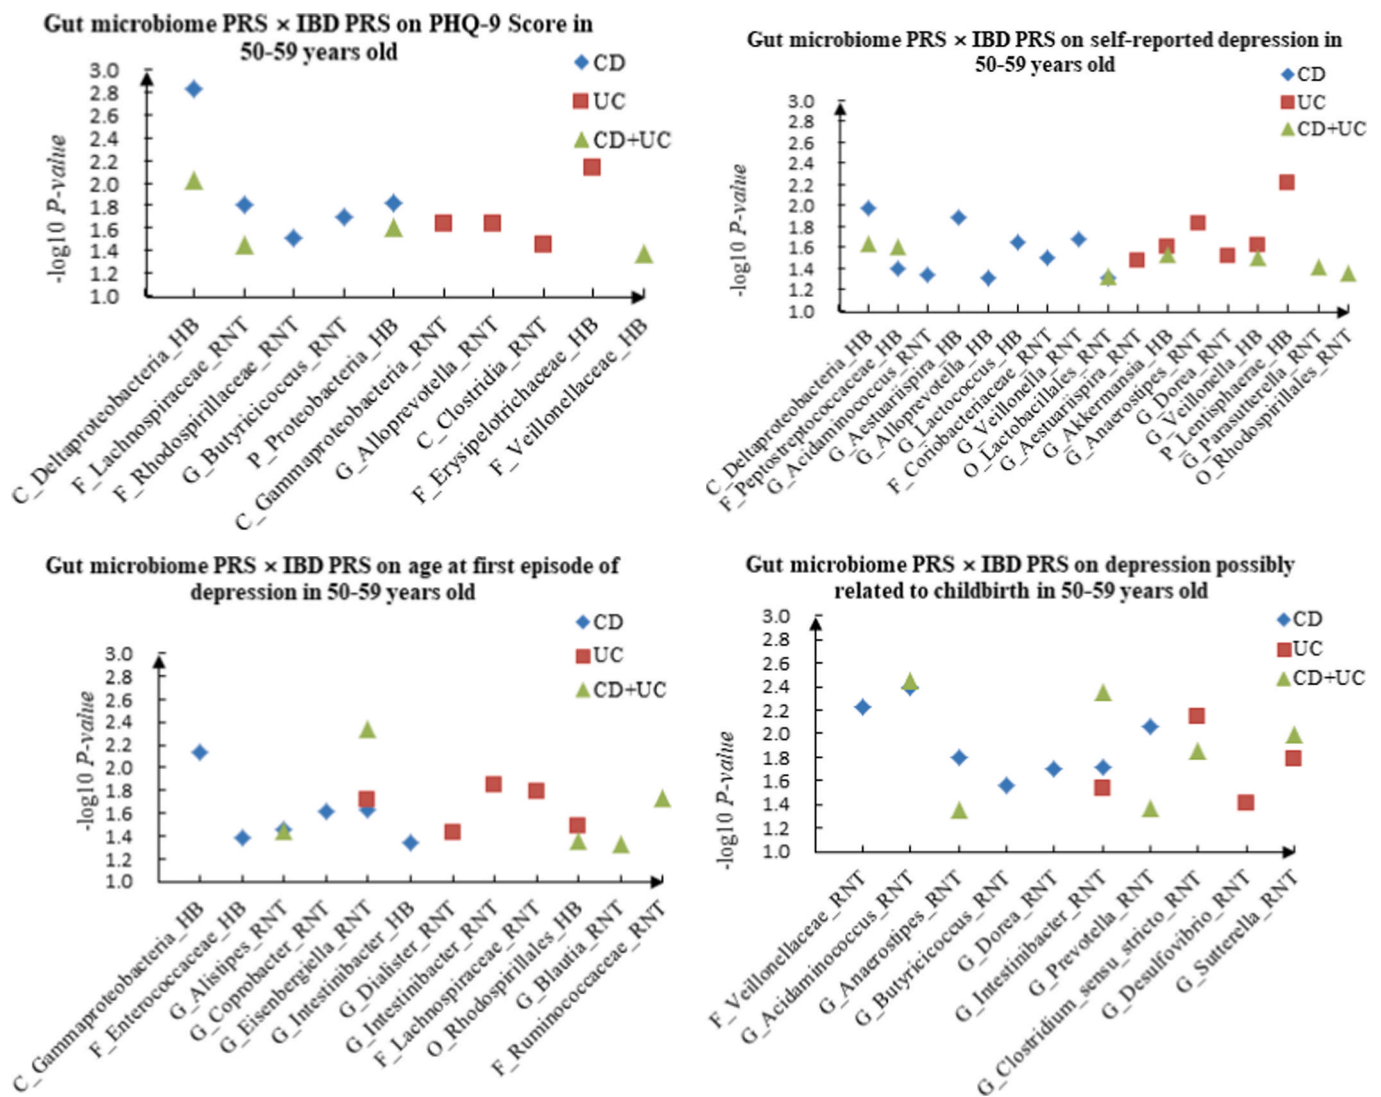 Gut microbiome PRS × IBD PRS on PHQ-9 Score in
50-59 years old
CD
UC
CD+UC
-log10 P-value
3.0
2.8
2.6
2.4
2.2
2.0
1.8
1.6
1.4
1.2
1.0
C_Deltaproteobacteria_HB
F_Lachnospiraceae_RNT
F_Rhodospirillaceae_RNT
G_Butyricicoccus_RNT
P_Proteobacteria_HB
C_Gammaproteobacteria_RNT
G_Alloprevotella_RNT
C_Clostridia_RNT
F_Erysipelotrichaceae_HB
F_Veillonellaceae_HB
Gut microbiome PRS × IBD PRS on self-reported depression in
50-59 years old
CD
UC
CD+UC
-log10 P-value
3.0
2.8
2.6
2.4
2.2
2.0
1.8
1.6
1.4
1.2
1.0
C_Deltaproteobacteria_HB
F_Peptostreptococcaceae_HB
G_Acidaminococcus_RNT
G_Aestuariispira_HB
G_Alloprevotella_HB
G_Lactococcus_HB
F_Coriobacteriaceae_RNT
G_Veillonella_RNT
O_Lactobacillales_RNT
G_Aestuariispira_RNT
G_Akkermansia_HB
G_Anaerostipes_RNT
G_Dorea_RNT
G_Veillonella_HB
P_Lentisphaerae_HB
G_Parasutterella_RNT
O_Rhodospirillales_RNT
Gut microbiome PRS × IBD PRS on age at first episode of
depression in 50-59 years old
CD
UC
CD+UC
-log10 P-value
3.0
2.8
2.6
2.4
2.2
2.0
1.8
1.6
1.4
1.2
1.0
C_Gammaproteobacteria_HB
F_Enterococcaceae_HB
G_Alistipes_RNT
G_Coprobacter_RNT
G_Eisenbergiella_RNT
G_Intestinibacter_HB
G_Dialister_RNT
G_Intestinibacter_RNT
F_Lachnospiraceae_RNT
O_Rhodospirillales_HB
G_Blautia_RNT
F_Ruminococcaceae_RNT
Gut microbiome PRS × IBD PRS on depression possibly
related to childbirth in 50-59 years old
CD
UC
CD+UC
-log10 P-value
3.0
2.8
2.6
2.4
2.2
2.0
1.8
1.6
1.4
1.2
1.0
F_Veillonellaceae_RNT
G_Acidaminococcus_RNT
G_Anaerostipes_RNT
G_Butyricicoccus_RNT
G_Dorea_RNT
G_Intestinibacter_RNT
G_Prevotella_RNT
G_Clostridium_sensu_stricto_RNT
G_Desulfovibrio_RNT
G_Sutterella_RNT